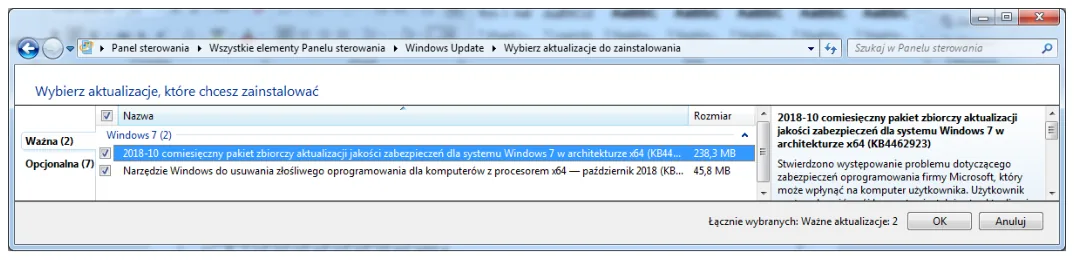 Panel sterowania Wszystkie elementy Panelu sterowania Windows Update Wybierz aktualizacje do zainstalowania Szukaj w Panelu sterowania
Wybierz aktualizacje, które chcesz zainstalować
Nazwa Rozmiar
Windows 7 (2)
Ważna (2)
Opcjonalna (7)
2018-10 comiesięczny pakiet zbiorczy aktualizacji jakości zabezpieczeń dla systemu Windows 7 w architekturze x64 (KB44... 238,3 MB
Narzędzie Windows do usuwania złośliwego oprogramowania dla komputerów z procesorem x64 — październik 2018 (KB... 45,8 MB
2018-10 comiesięczny pakiet zbiorczy aktualizacji
jakości zabezpieczeń dla systemu Windows 7 w
architekturze x64 (KB4462923)
Stwierdzono występowanie problemu dotyczącego
zabezpieczeń oprogramowania firmy Microsoft, który
może wpłynąć na komputer użytkownika. Użytkownik
Łącznie wybranych: Ważne aktualizacje: 2
OK
Anuluj